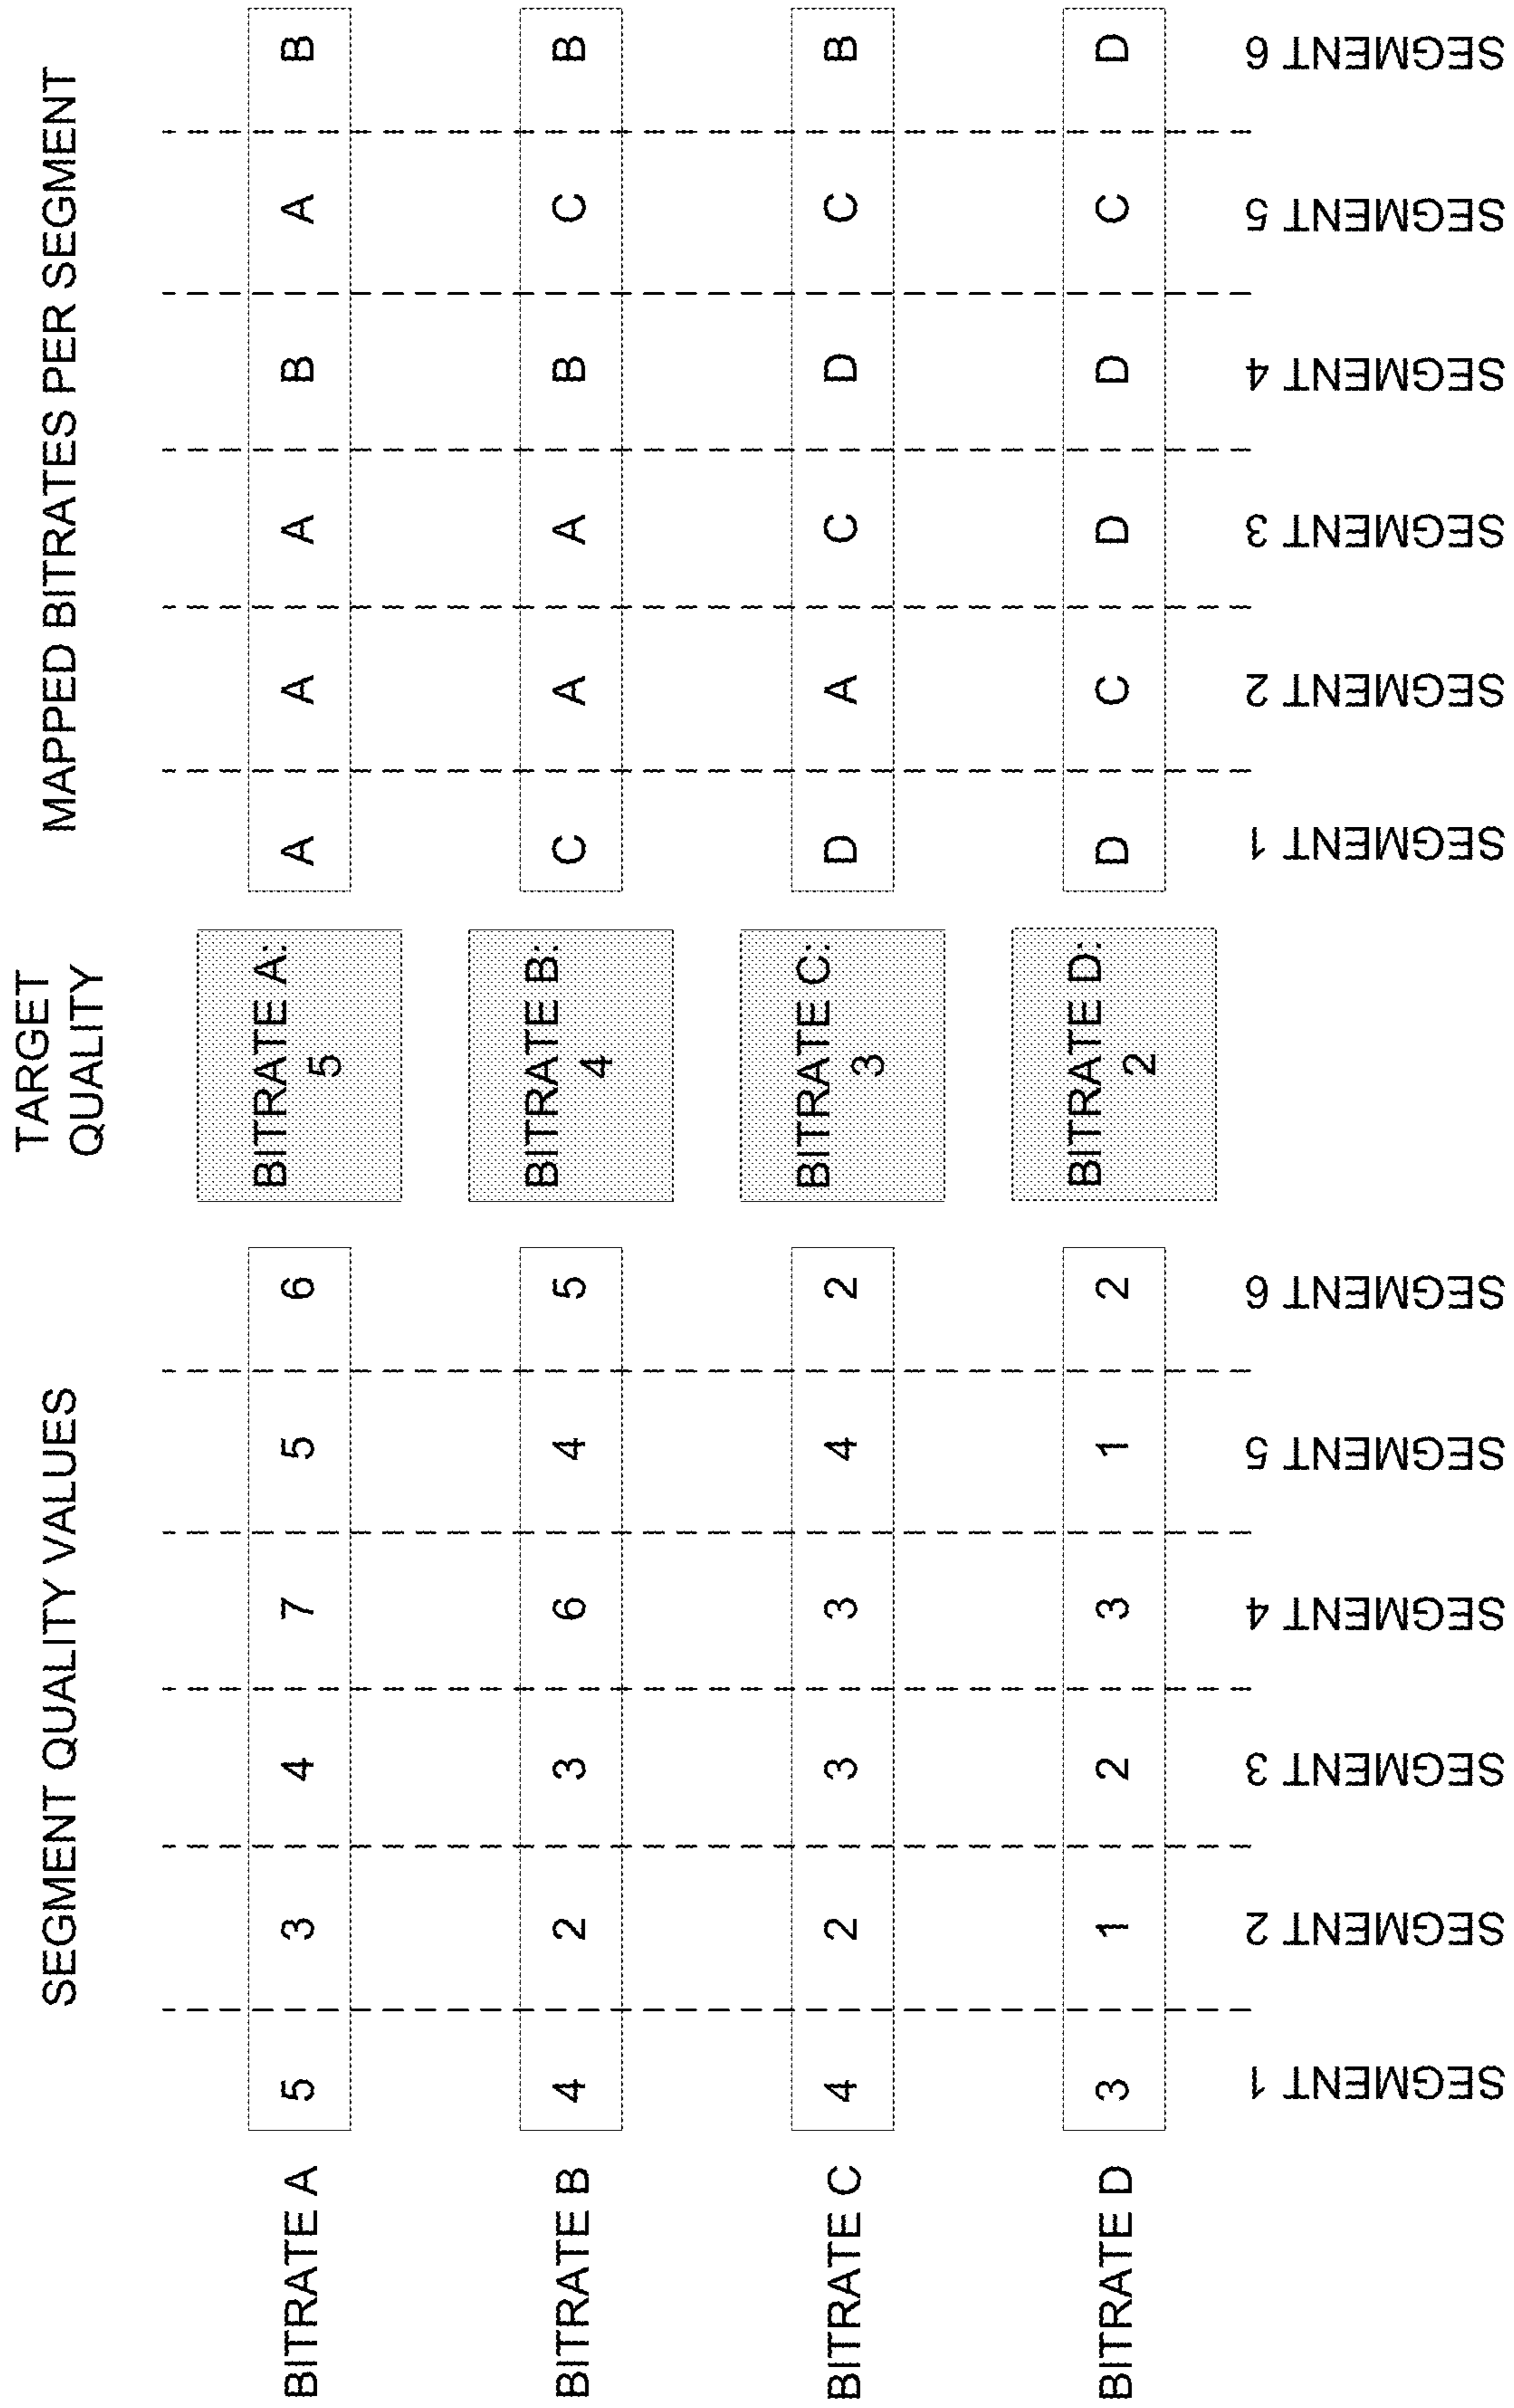 SEGMENT QUALITY VALUES
TARGET
QUALITY
MAPPED BITRATES PER SEGMENT
BITRATE A
5 3 4 7 5 6
BITRATE A:
5
A A A B A B
BITRATE B
4 2 3 6 4 5
BITRATE B:
4
C A A B C B
BITRATE C
4 2 3 3 4 2
BITRATE C:
3
D A C D C B
BITRATE D
3 1 2 3 1 2
BITRATE D:
2
D C D D C D
SEGMENT 1
SEGMENT 2
SEGMENT 3
SEGMENT 4
SEGMENT 5
SEGMENT 6
SEGMENT 1
SEGMENT 2
SEGMENT 3
SEGMENT 4
SEGMENT 5
SEGMENT 6